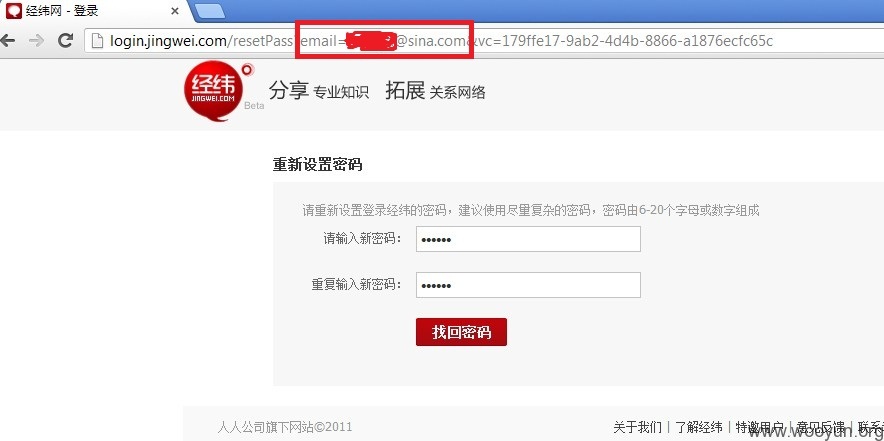 经纬网 - 登录
login.jingwei.com/resetPass?email=@sina.com&vc=179ffe17-9ab2-4d4b-8866-a1876ecfc65c
经纬
JINGWEI.COM
Beta
分享 专业知识 拓展 关系网络
重新设置密码
请重新设置登录经纬的密码，建议使用尽量复杂的密码，密码由6-20个字母或数字组成
请输入新密码： ••••••
重复输入新密码： ••••••
找回密码
人人公司旗下网站©2011
关于我们 | 了解经纬 | 特邀用户 | 意见反馈 | 联系
www.wooyun.org